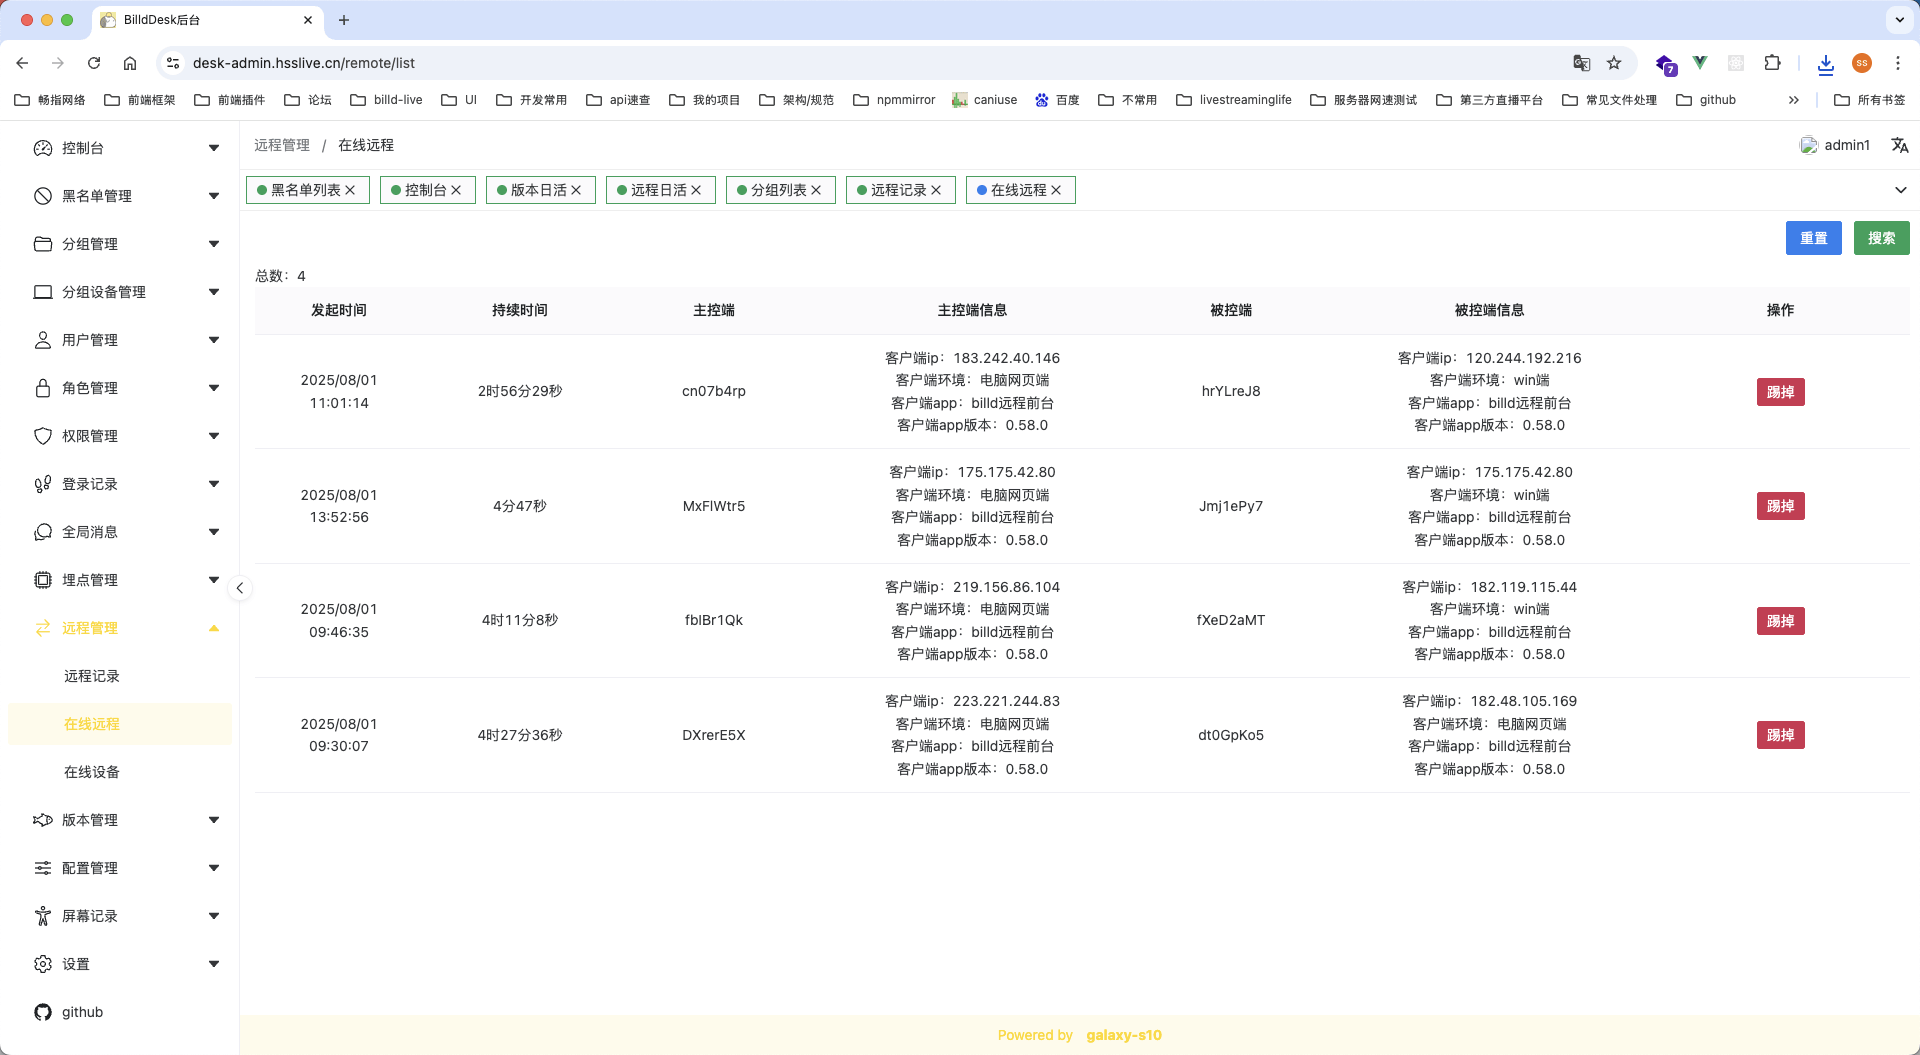 BilldDesk后台
desk-admin.hsslive.cn/remote/list
7
SS
畅指网络 前端框架 前端插件 论坛 billd-live UI 开发常用 api速查 我的项目 架构/规范 npmmirror caniuse 百度 不常用 livestreaminglife 服务器网速测试 第三方直播平台 常见文件处理 github 所有书签
控制台
黑名单管理
分组管理
分组设备管理
用户管理
角色管理
权限管理
登录记录
全局消息
埋点管理
远程管理
远程记录
在线远程
在线设备
版本管理
配置管理
屏幕记录
设置
github
远程管理 / 在线远程
admin1
黑名单列表 控制台 版本日活 远程日活 分组列表 远程记录 在线远程
重置 搜索
总数：4
发起时间 持续时间 主控端 主控端信息 被控端 被控端信息 操作
2025/08/01
11:01:14
2时56分29秒
cn07b4rp
客户端ip：183.242.40.146
客户端环境：电脑网页端
客户端app：billd远程前台
客户端app版本：0.58.0
hrYLreJ8
客户端ip：120.244.192.216
客户端环境：win端
客户端app：billd远程前台
客户端app版本：0.58.0
踢掉
2025/08/01
13:52:56
4分47秒
MxFlWtr5
客户端ip：175.175.42.80
客户端环境：电脑网页端
客户端app：billd远程前台
客户端app版本：0.58.0
Jmj1ePy7
客户端ip：175.175.42.80
客户端环境：win端
客户端app：billd远程前台
客户端app版本：0.58.0
踢掉
2025/08/01
09:46:35
4时11分8秒
fbIBr1Qk
客户端ip：219.156.86.104
客户端环境：电脑网页端
客户端app：billd远程前台
客户端app版本：0.58.0
fXeD2aMT
客户端ip：182.119.115.44
客户端环境：win端
客户端app：billd远程前台
客户端app版本：0.58.0
踢掉
2025/08/01
09:30:07
4时27分36秒
DXrerE5X
客户端ip：223.221.244.83
客户端环境：电脑网页端
客户端app：billd远程前台
客户端app版本：0.58.0
dt0GpKo5
客户端ip：182.48.105.169
客户端环境：电脑网页端
客户端app：billd远程前台
客户端app版本：0.58.0
踢掉
Powered by galaxy-s10